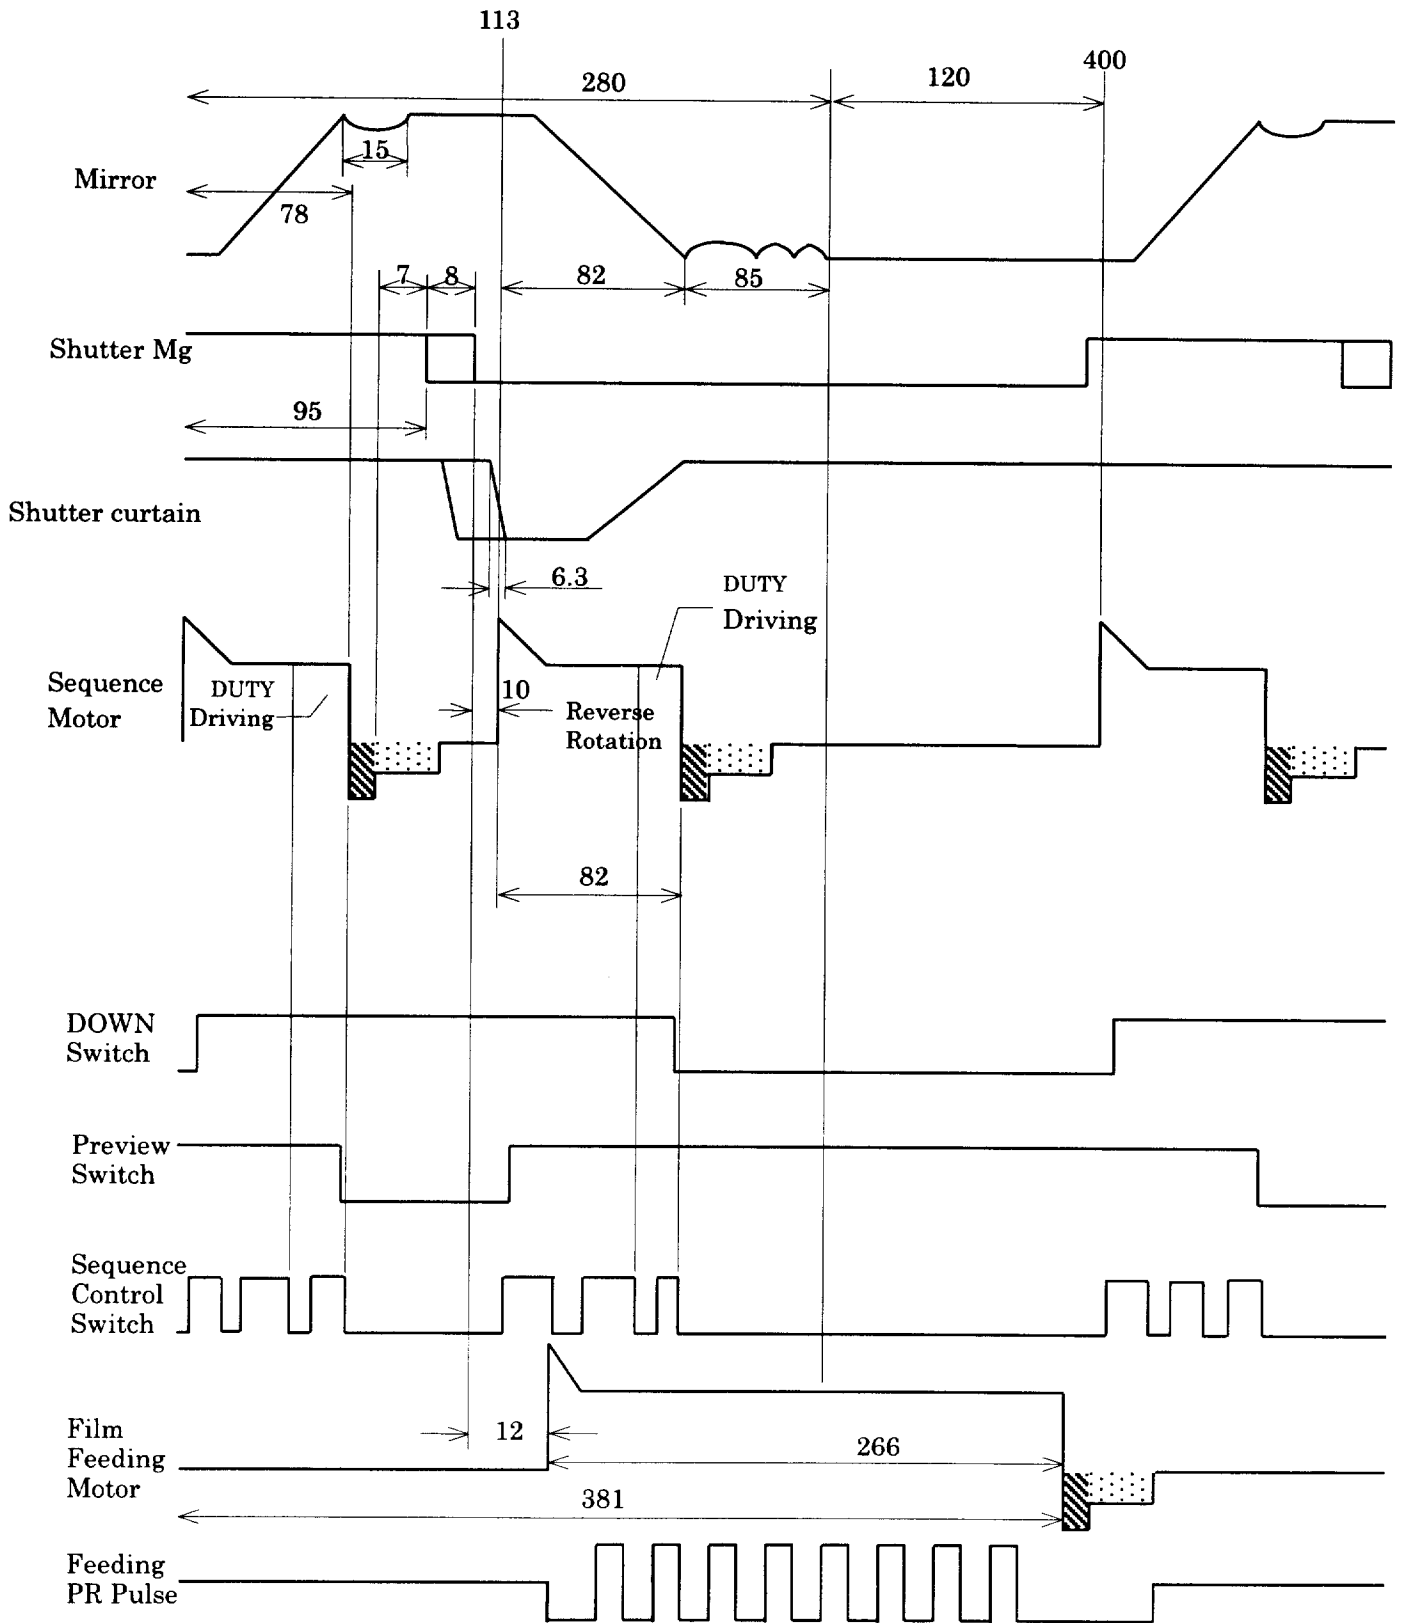 113
400
280
120
15
Mirror
78
7
8
82
85
Shutter Mg
95
Shutter curtain
6.3
DUTY
Driving
Sequence
Motor
DUTY
Driving
10
Reverse
Rotation
82
DOWN
Switch
Preview
Switch
Sequence
Control
Switch
Film
Feeding
Motor
12
266
381
Feeding
PR Pulse